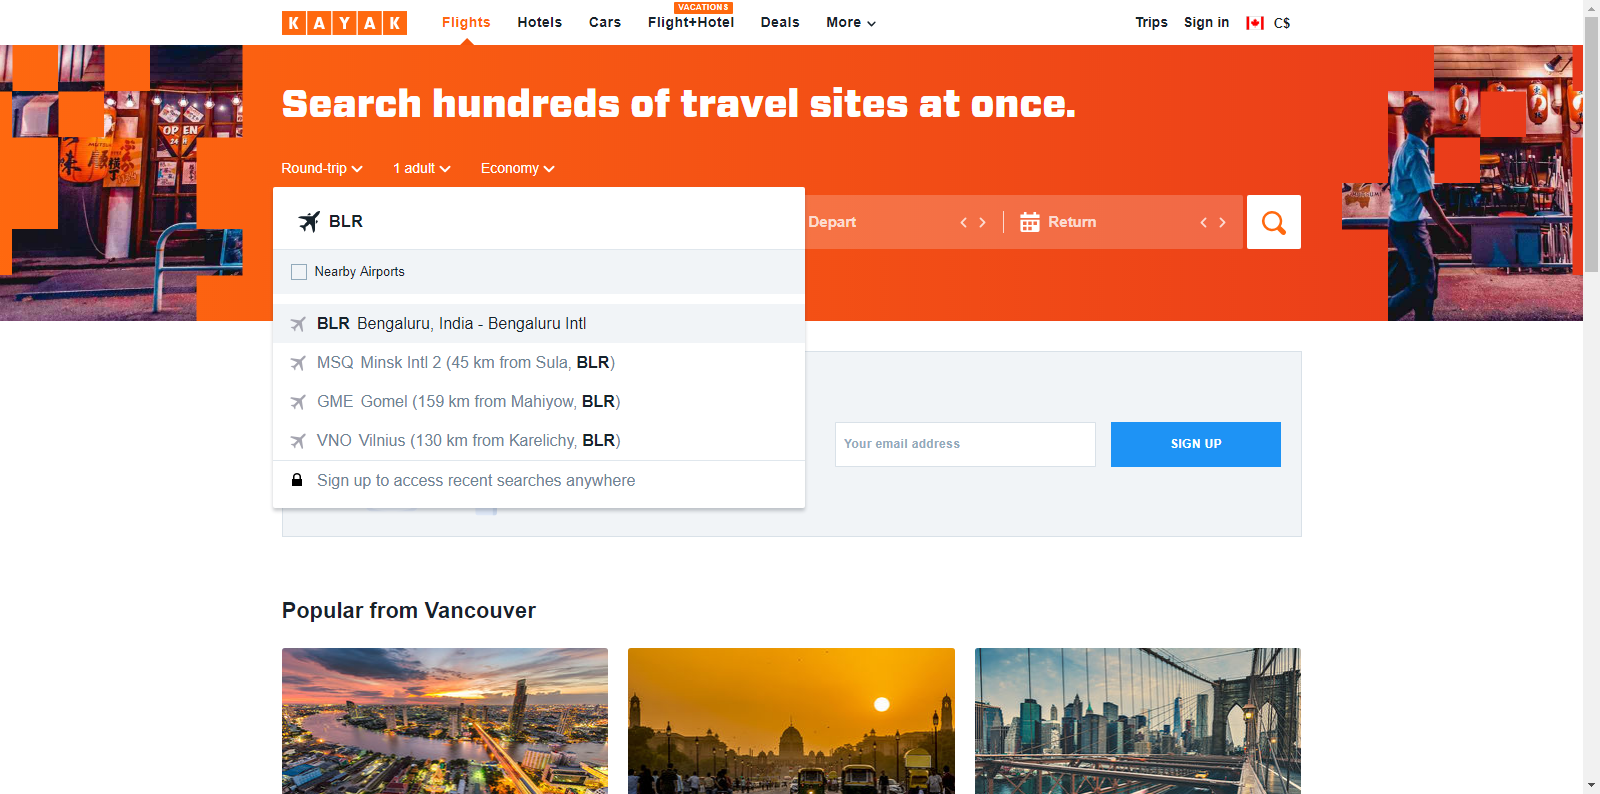 KAYAK
Flights
Hotels
Cars
VACATIONS
Flight+Hotel
Deals
More
Trips
Sign in
C$
Search hundreds of travel sites at once.
Round-trip
1 adult
Economy
BLR
Depart
Return
Nearby Airports
BLR Bengaluru, India - Bengaluru Intl
MSQ Minsk Intl 2 (45 km from Sula, BLR)
GME Gomel (159 km from Mahiyow, BLR)
VNO Vilnius (130 km from Karelichy, BLR)
Sign up to access recent searches anywhere
Your email address
SIGN UP
Popular from Vancouver
OPEN